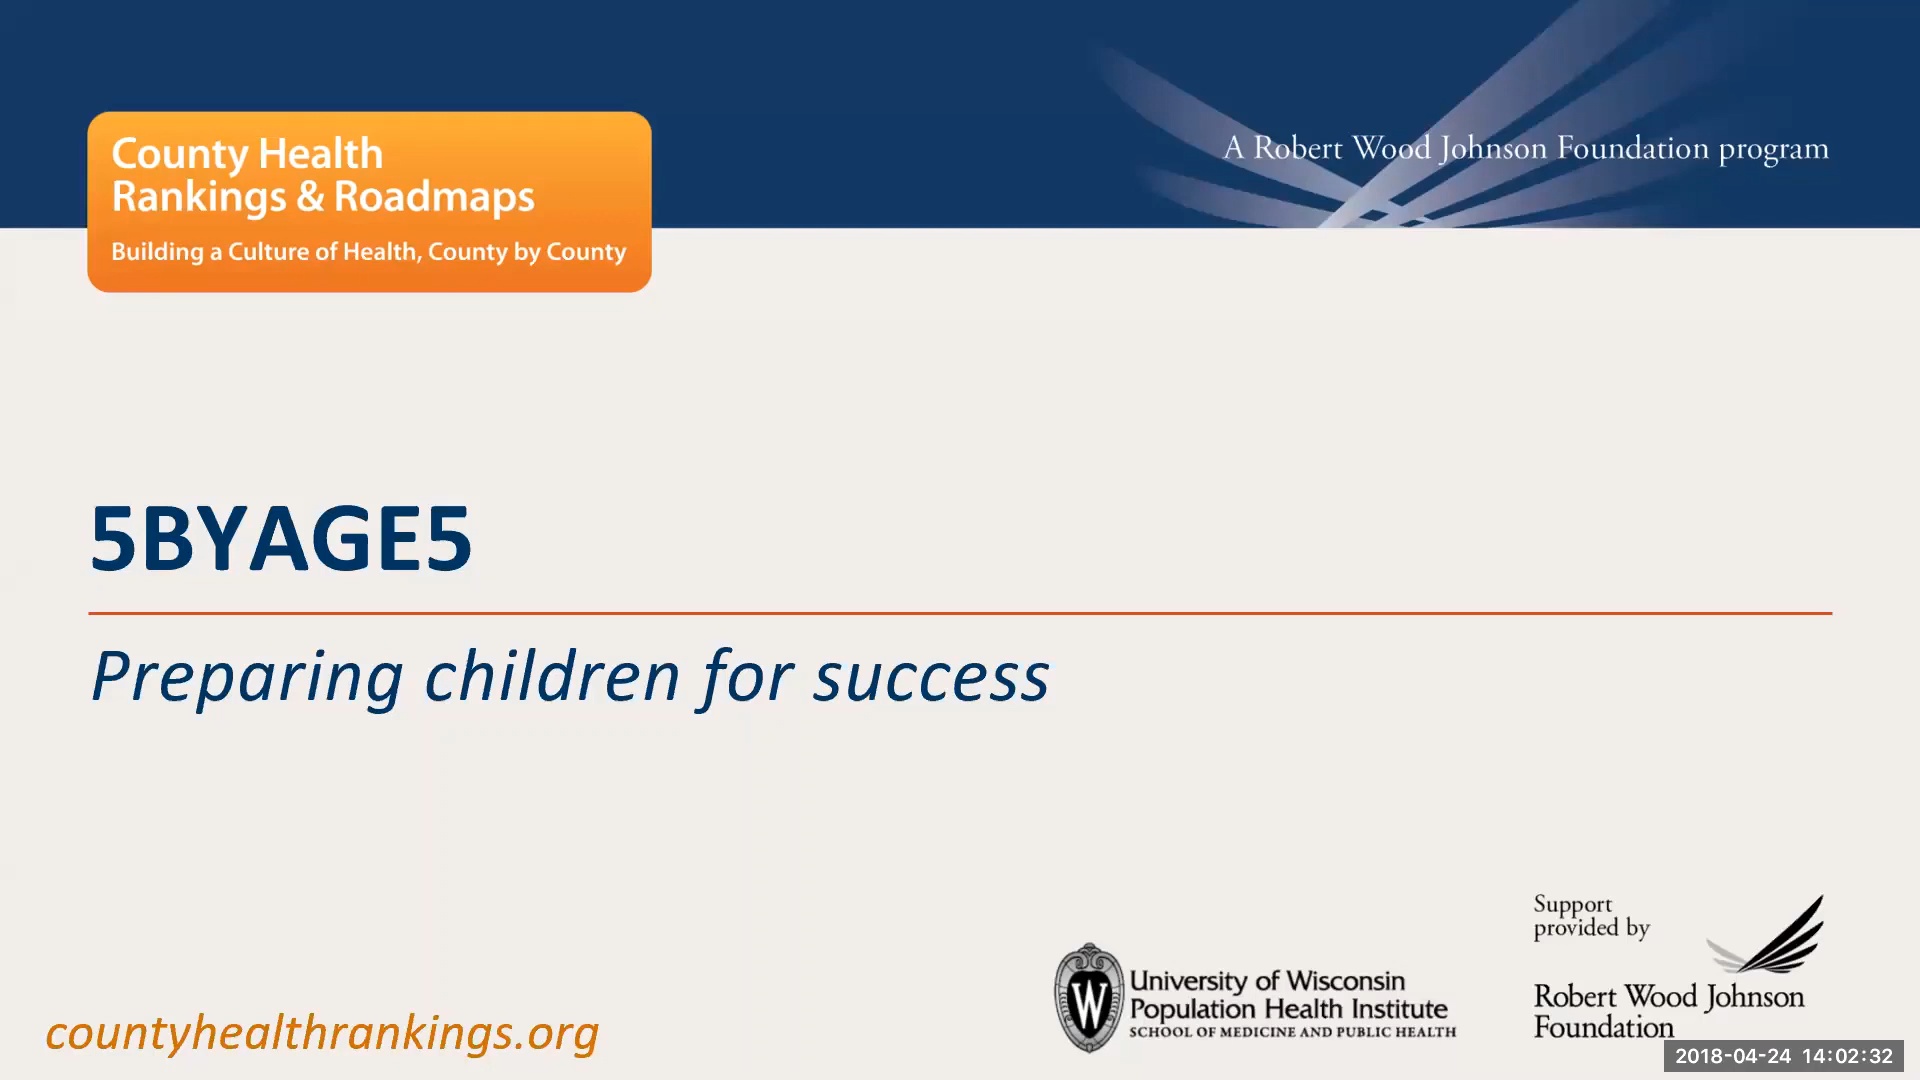 County Health
Rankings & Roadmaps
Building a Culture of Health, County by County
A Robert Wood Johnson Foundation program
5BYAGE5
Preparing children for success
countyhealthrankings.org
W
University of Wisconsin
Population Health Institute
SCHOOL OF MEDICINE AND PUBLIC HEALTH
Support
provided by
Robert Wood Johnson
Foundation
2018-04-24 14:02:32